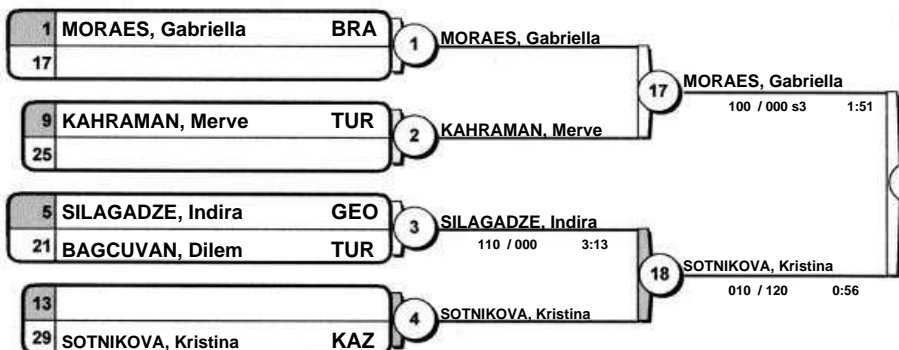 1 MORAES, Gabriella BRA
17
1 MORAES, Gabriella
9 KAHRAMAN, Merve TUR
25
2 KAHRAMAN, Merve
17 MORAES, Gabriella
100 / 000 s3 1:51
5 SILAGADZE, Indira GEO
21 BAGCUVAN, Dilem TUR
3 SILAGADZE, Indira
110 / 000 3:13
13
29 SOTNIKOVA, Kristina KAZ
4 SOTNIKOVA, Kristina
18 SOTNIKOVA, Kristina
010 / 120 0:56